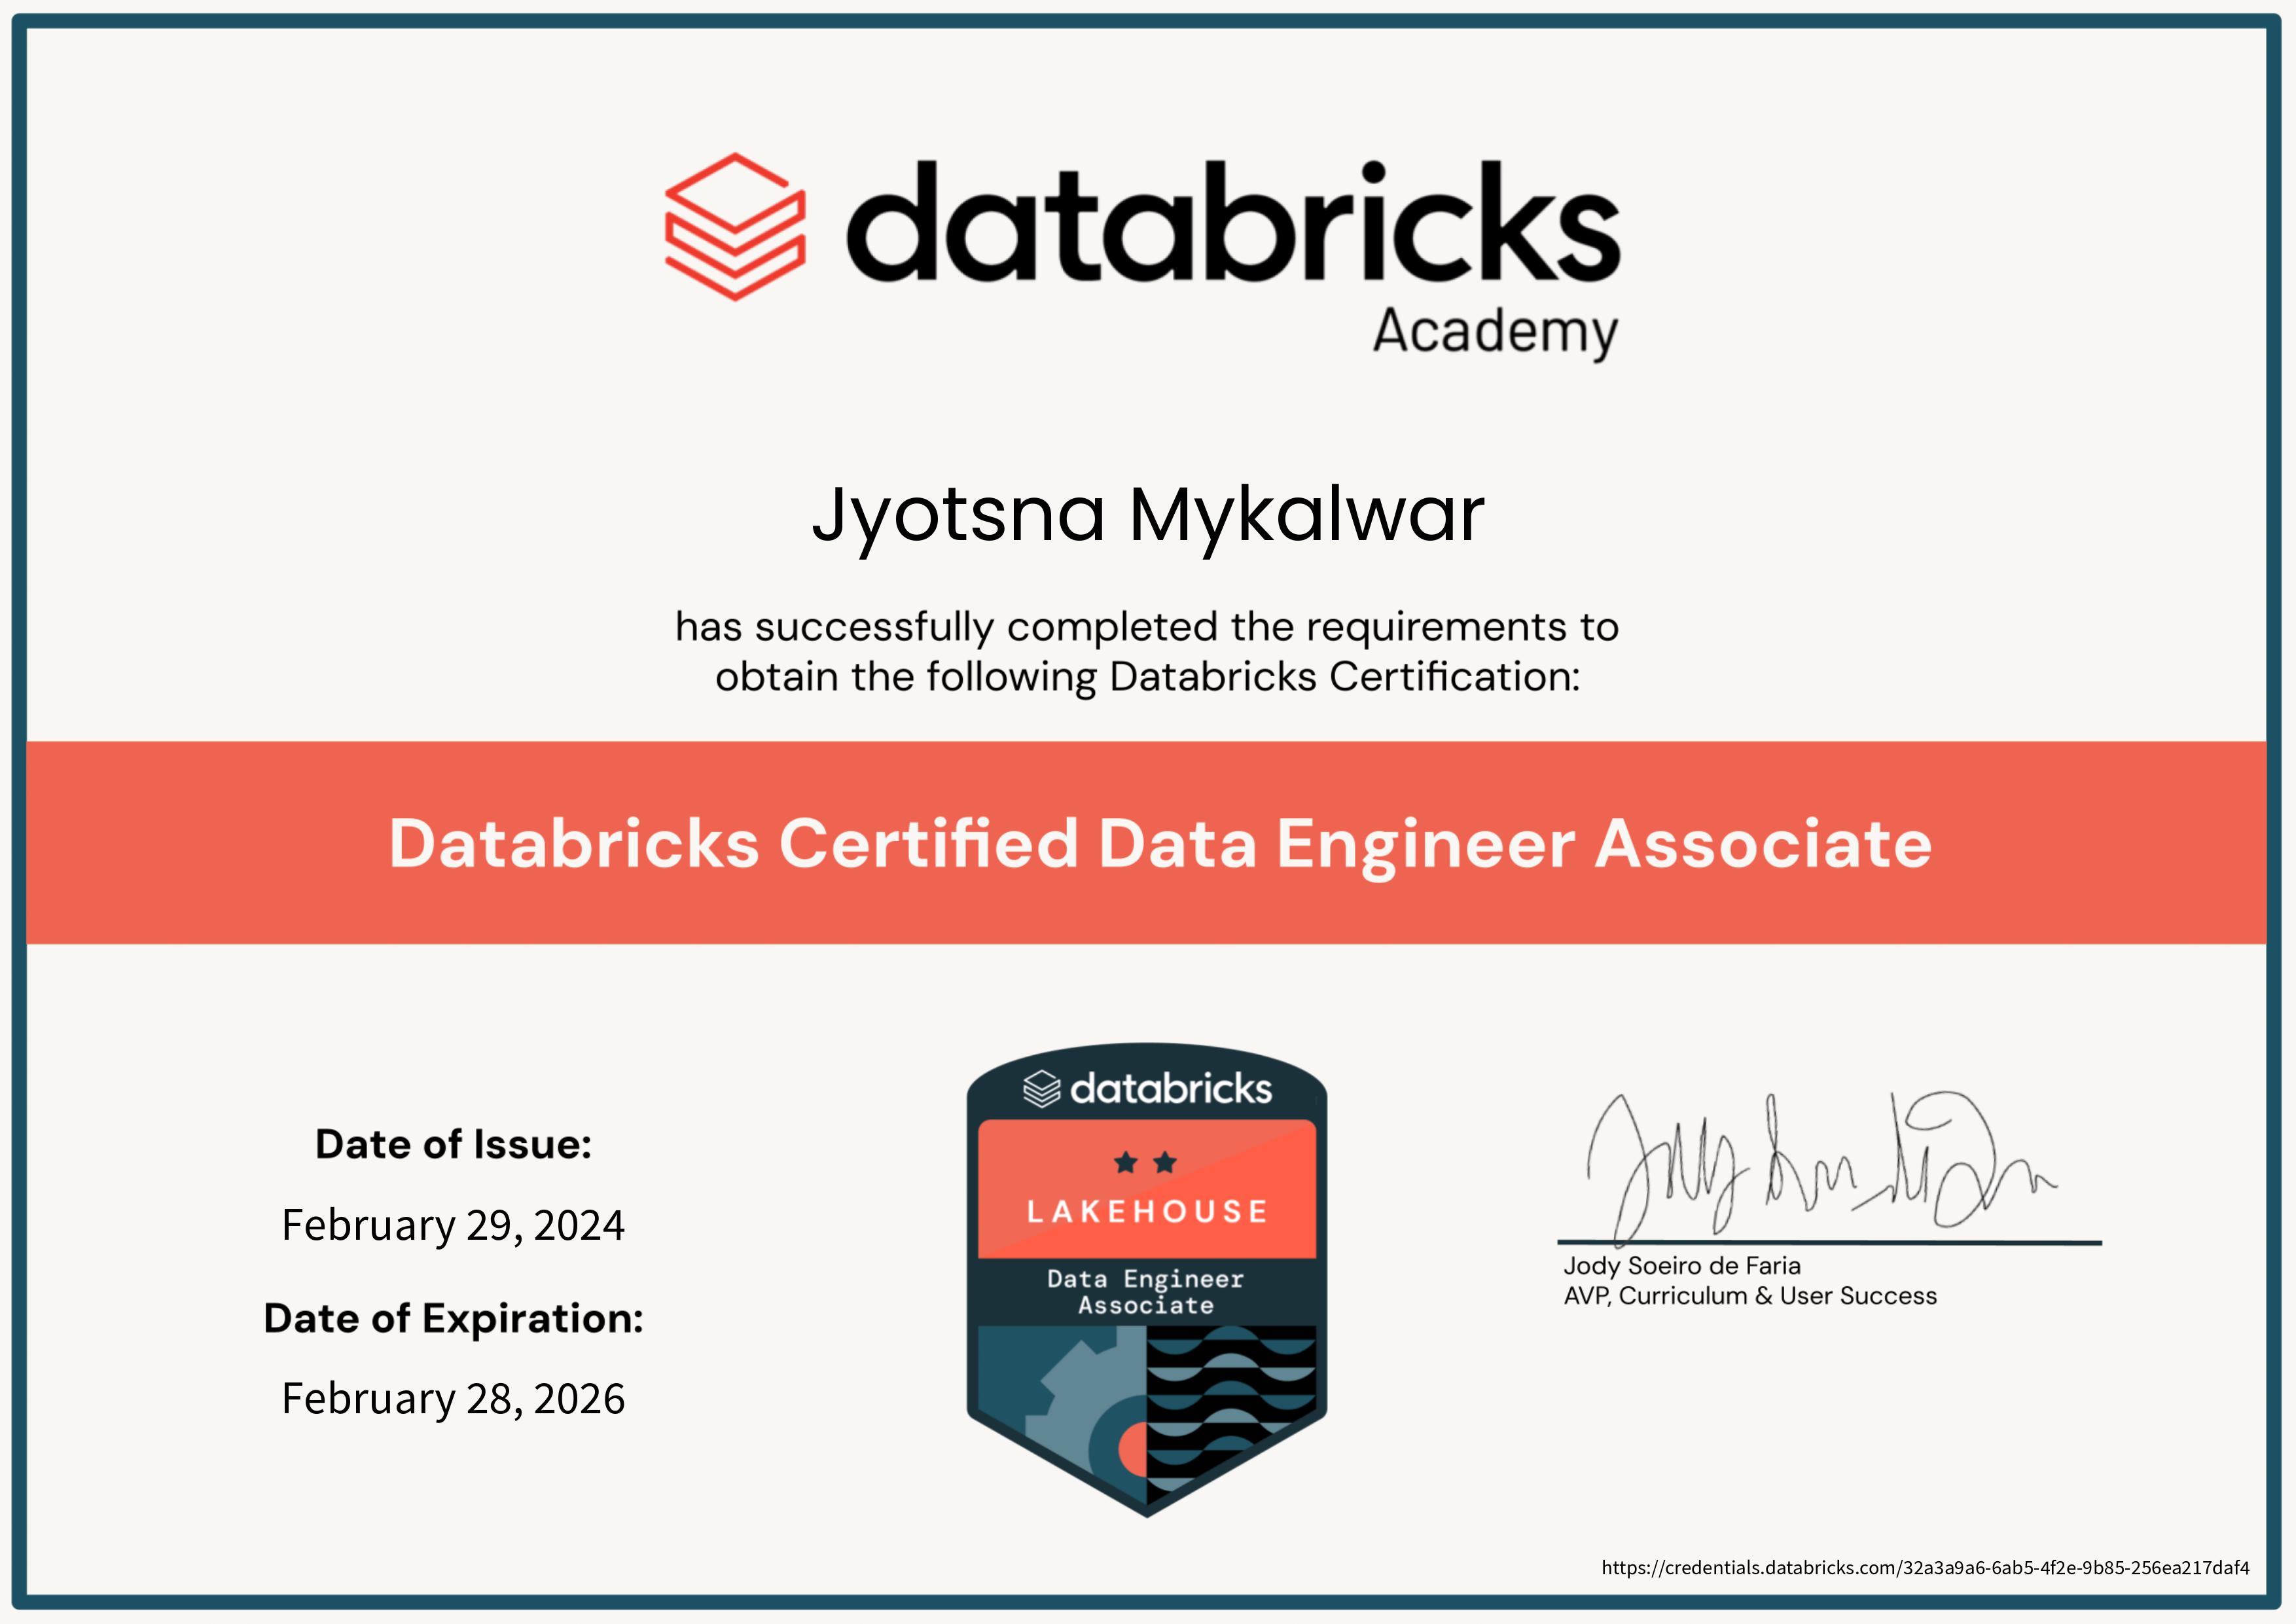 databricks
Academy
Jyotsna Mykalwar
has successfully completed the requirements to
obtain the following Databricks Certification:
Databricks Certified Data Engineer Associate
Date of Issue:
February 29, 2024
Date of Expiration:
February 28, 2026
databricks
LAKEHOUSE
Data Engineer
Associate
Jody Soeiro de Faria
AVP, Curriculum & User Success
https://credentials.databricks.com/32a3a9a6-6ab5-4f2e-9b85-256ea217daf4